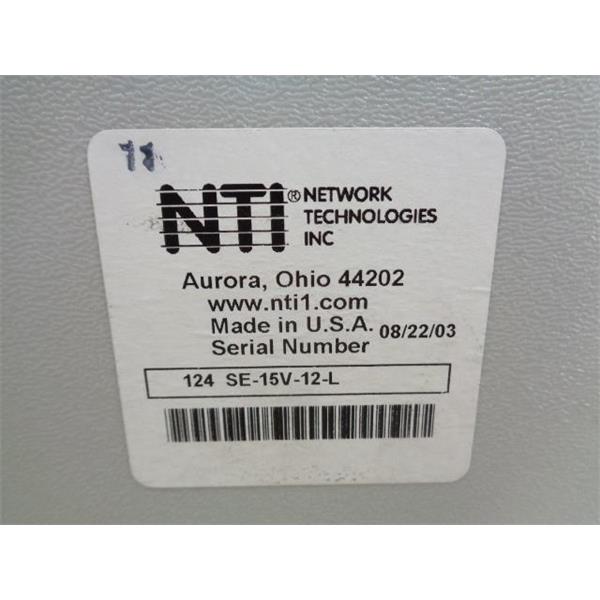 11
NTI® NETWORK
TECHNOLOGIES
INC
Aurora, Ohio 44202
www.nti1.com
Made in U.S.A. 08/22/03
Serial Number
124 SE-15V-12-L